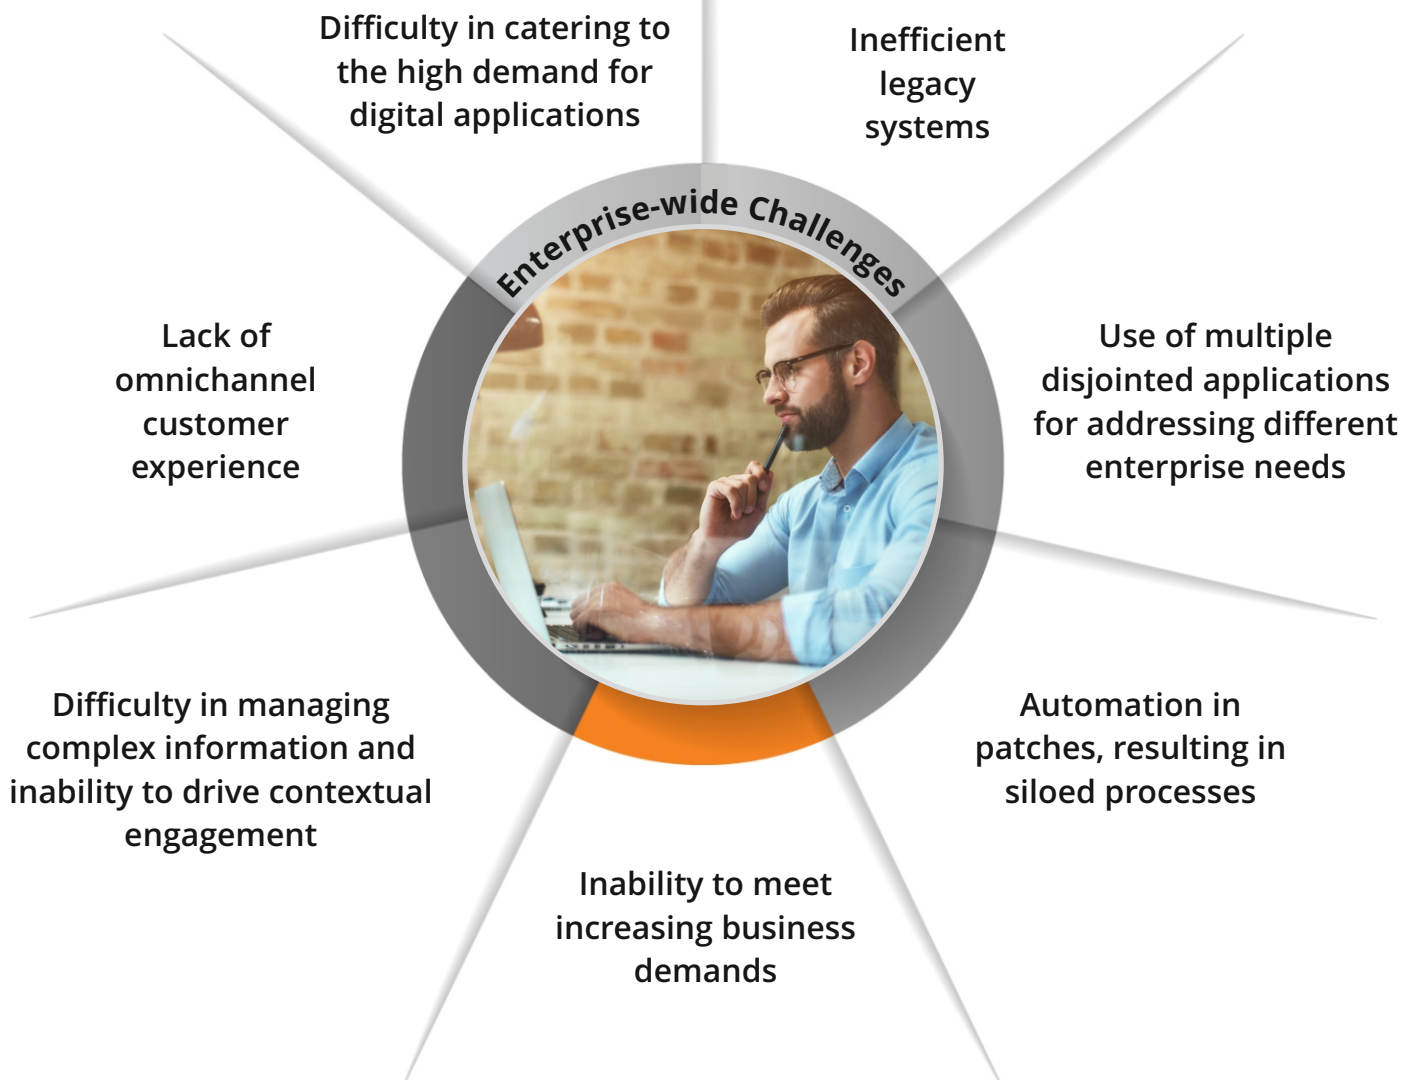 Difficulty in catering to
the high demand for
digital applications
Inefficient
legacy
systems
Enterprise-wide Challenges
Lack of
omnichannel
customer
experience
Use of multiple
disjointed applications
for addressing different
enterprise needs
Difficulty in managing
complex information and
inability to drive contextual
engagement
Automation in
patches, resulting in
siloed processes
Inability to meet
increasing business
demands